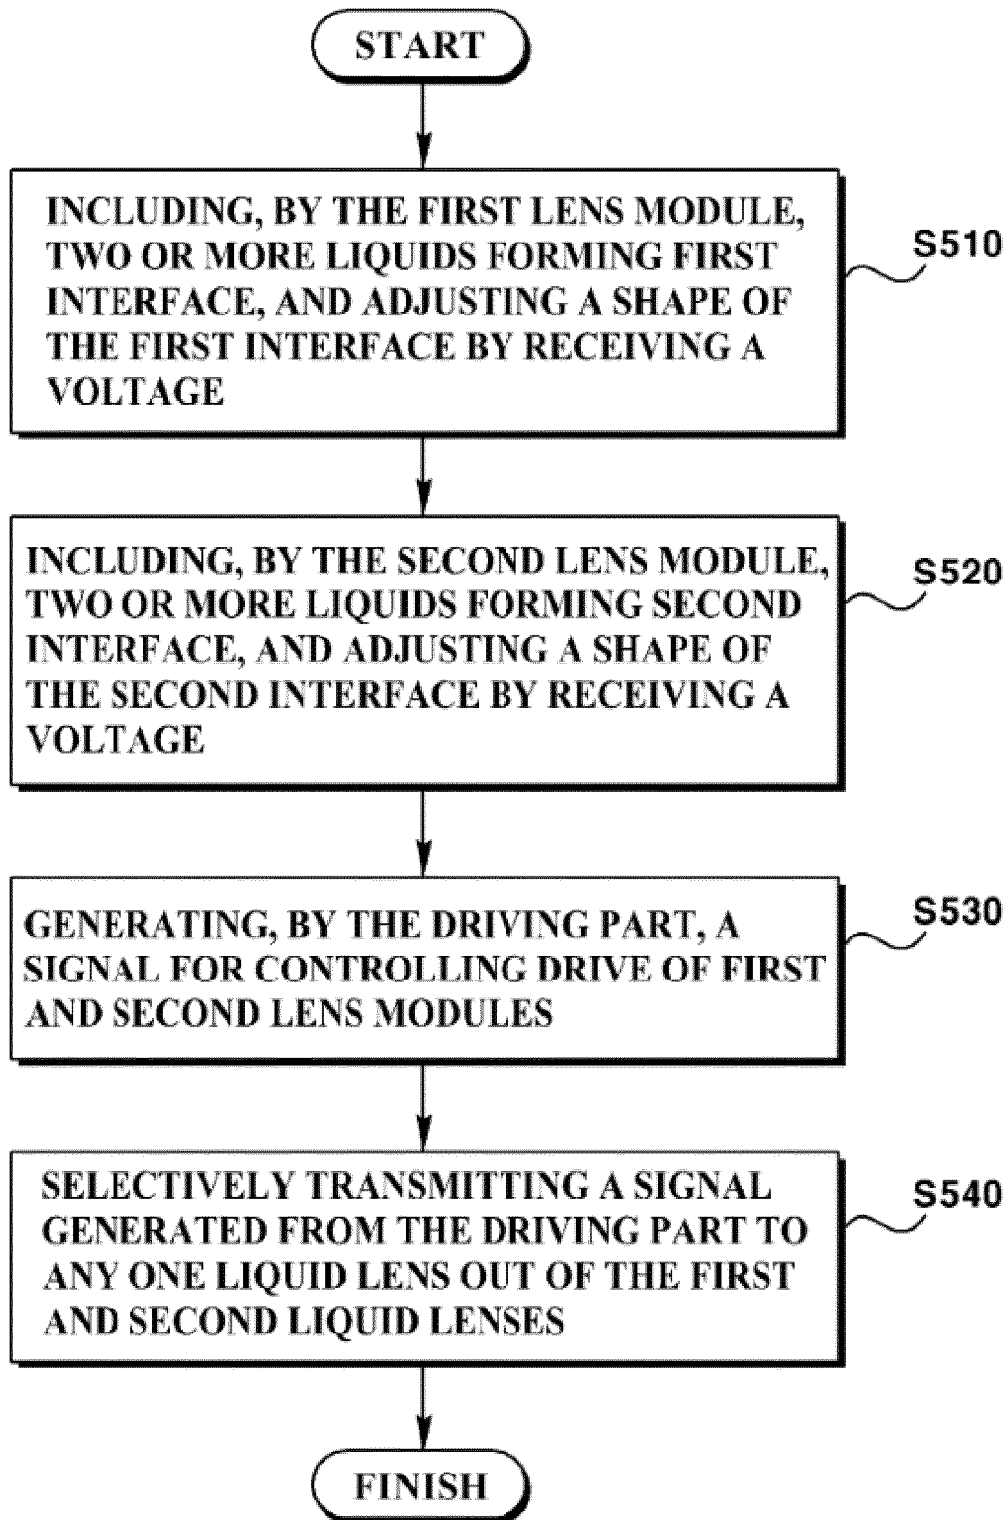 START
INCLUDING, BY THE FIRST LENS MODULE,
TWO OR MORE LIQUIDS FORMING FIRST
INTERFACE, AND ADJUSTING A SHAPE OF
THE FIRST INTERFACE BY RECEIVING A
VOLTAGE
S510
INCLUDING, BY THE SECOND LENS MODULE,
TWO OR MORE LIQUIDS FORMING SECOND
INTERFACE, AND ADJUSTING A SHAPE OF
THE SECOND INTERFACE BY RECEIVING A
VOLTAGE
S520
GENERATING, BY THE DRIVING PART, A
SIGNAL FOR CONTROLLING DRIVE OF FIRST
AND SECOND LENS MODULES
S530
SELECTIVELY TRANSMITTING A SIGNAL
GENERATED FROM THE DRIVING PART TO
ANY ONE LIQUID LENS OUT OF THE FIRST
AND SECOND LIQUID LENSES
S540
FINISH